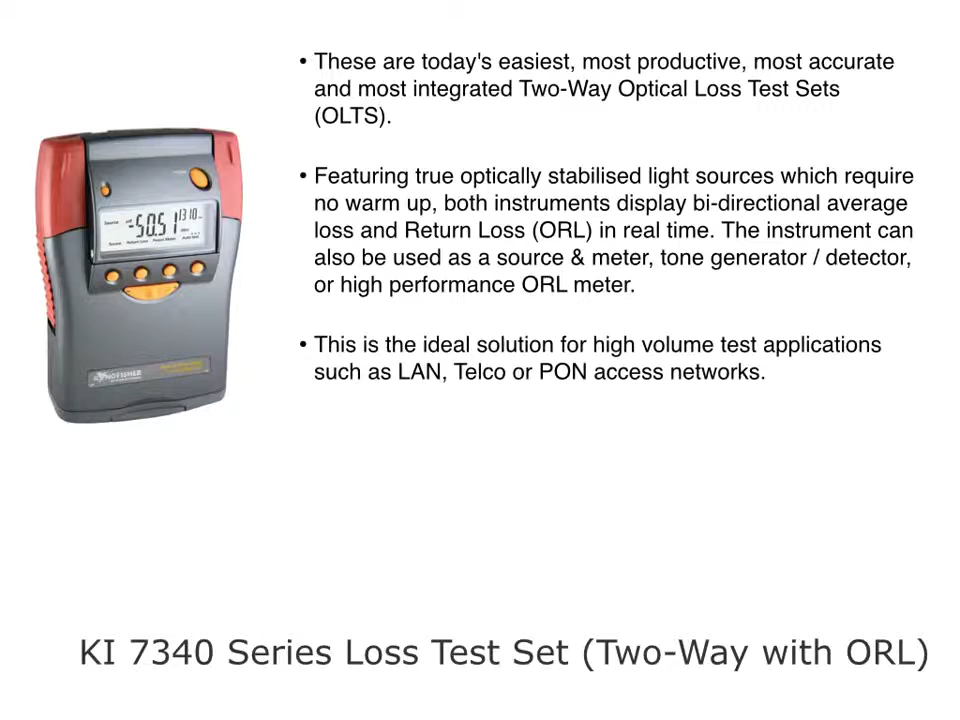 • These are today's easiest, most productive, most accurate
and most integrated Two-Way Optical Loss Test Sets
(OLTS).
• Featuring true optically stabilised light sources which require
no warm up, both instruments display bi-directional average
loss and Return Loss (ORL) in real time. The instrument can
also be used as a source & meter, tone generator / detector,
or high performance ORL meter.
• This is the ideal solution for high volume test applications
such as LAN, Telco or PON access networks.
-50.51 1310
KINGFISHER
KI 7340 Series Loss Test Set (Two-Way with ORL)